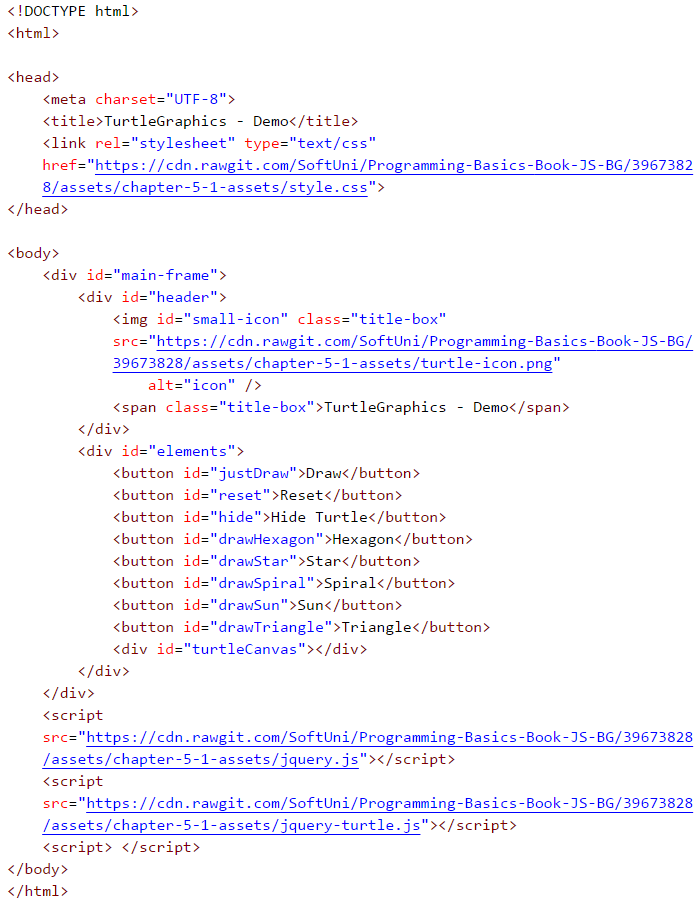 <!DOCTYPE html>
<html>
<head>
<meta charset="UTF-8">
<title>TurtleGraphics - Demo</title>
<link rel="stylesheet" type="text/css"
href="https://cdn.rawgit.com/SoftUni/Programming-Basics-Book-JS-BG/3967382
8/assets/chapter-5-1-assets/style.css">
</head>
<body>
<div id="main-frame">
<div id="header">
<img id="small-icon" class="title-box"
src="https://cdn.rawgit.com/SoftUni/Programming-Basics-Book-JS-BG/
39673828/assets/chapter-5-1-assets/turtle-icon.png"
alt="icon" />
<span class="title-box">TurtleGraphics - Demo</span>
</div>
<div id="elements">
<button id="justDraw">Draw</button>
<button id="reset">Reset</button>
<button id="hide">Hide Turtle</button>
<button id="drawHexagon">Hexagon</button>
<button id="drawStar">Star</button>
<button id="drawSpiral">Spiral</button>
<button id="drawSun">Sun</button>
<button id="drawTriangle">Triangle</button>
<div id="turtleCanvas"></div>
</div>
</div>
<script
src="https://cdn.rawgit.com/SoftUni/Programming-Basics-Book-JS-BG/39673828
/assets/chapter-5-1-assets/jquery.js"></script>
<script
src="https://cdn.rawgit.com/SoftUni/Programming-Basics-Book-JS-BG/39673828
/assets/chapter-5-1-assets/jquery-turtle.js"></script>
<script> </script>
</body>
</html>